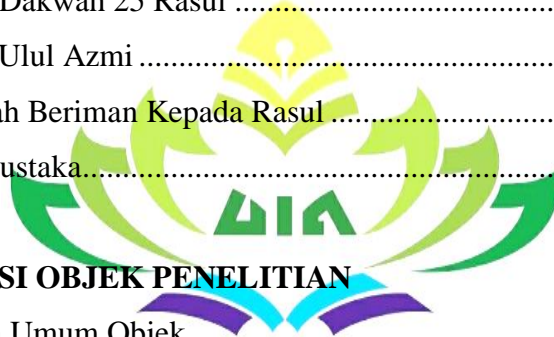 Dakwah 25 Rasul ..........................................
Ulul Azmi ......................................................
ah Beriman Kepada Rasul ............................
ustaka............................................................
UIN
SI OBJEK PENELITIAN
Umum Objek